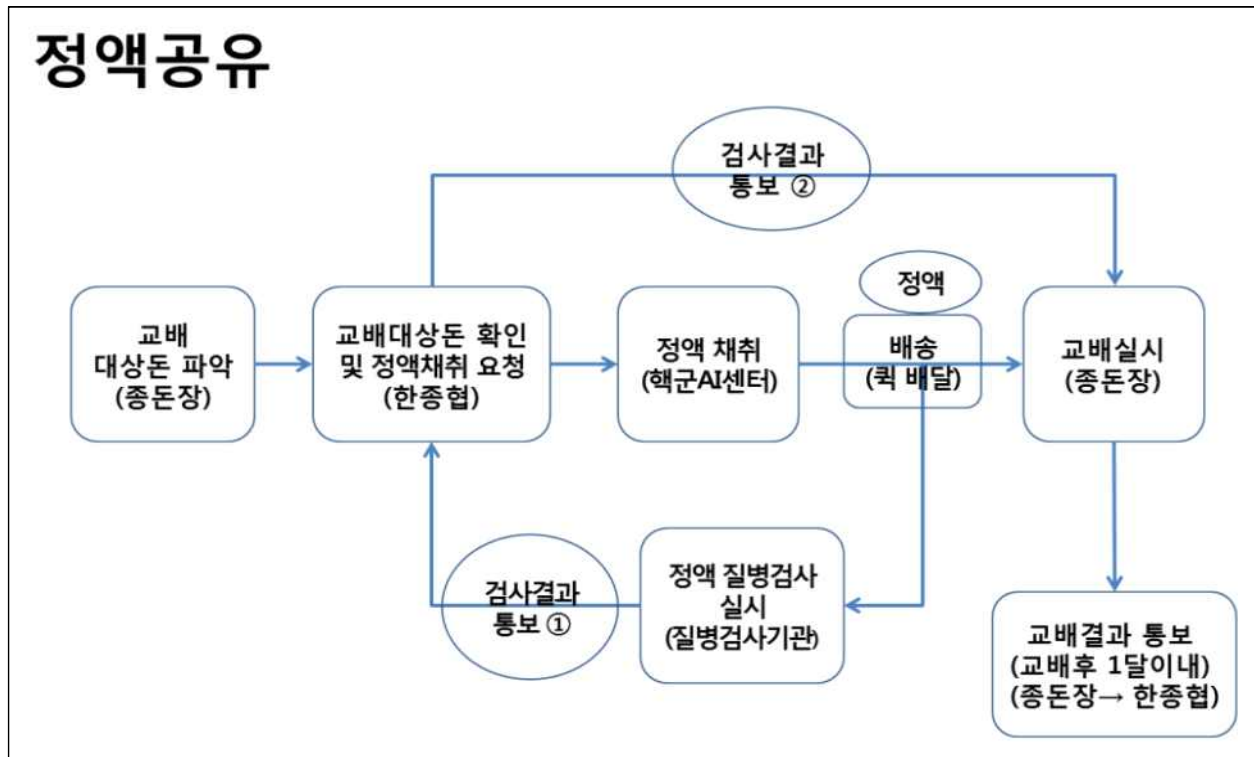 정액공유
검사결과
통보 ②
정액
교배
대상돈 파악
(종돈장)
교배대상돈 확인
및 정액채취 요청
(한종협)
정액 채취
(핵군AI센터)
배송
(퀵 배달)
교배실시
(종돈장)
검사결과
통보 ①
정액 질병검사
실시
(질병검사기관)
교배결과 통보
(교배후 1달이내)
(종돈장→ 한종협)